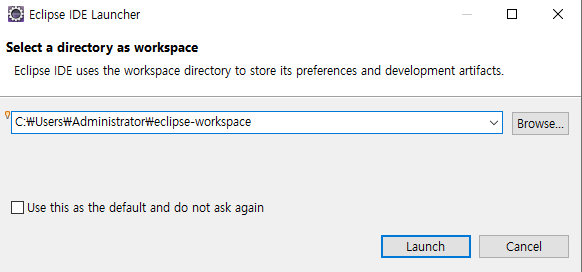 Eclipse IDE Launcher
Select a directory as workspace
Eclipse IDE uses the workspace directory to store its preferences and development artifacts.
C:₩Users₩Administrator₩eclipse-workspace
Browse...
Use this as the default and do not ask again
Launch
Cancel